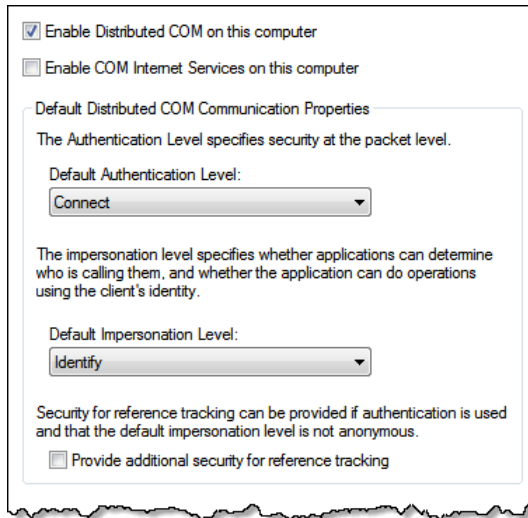 Enable Distributed COM on this computer
Enable COM Internet Services on this computer
Default Distributed COM Communication Properties
The Authentication Level specifies security at the packet level.
Default Authentication Level:
Connect
The impersonation level specifies whether applications can determine
who is calling them, and whether the application can do operations
using the client's identity.
Default Impersonation Level:
Identify
Security for reference tracking can be provided if authentication is used
and that the default impersonation level is not anonymous.
Provide additional security for reference tracking